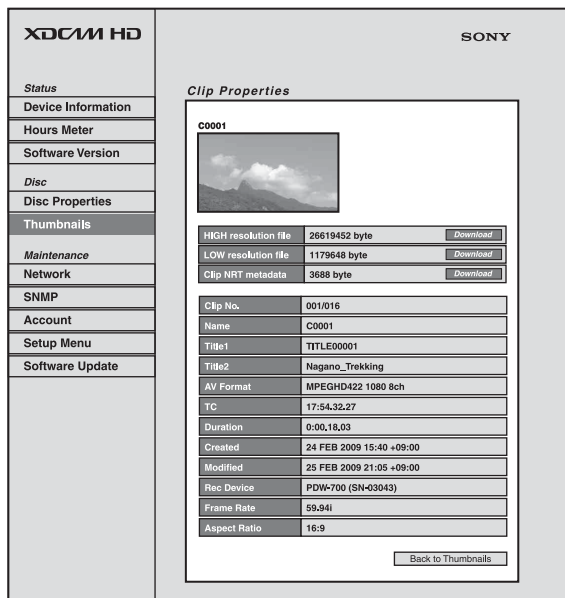 XDCAM HD
SONY
Status
Device Information
Hours Meter
Software Version
Disc
Disc Properties
Thumbnails
Maintenance
Network
SNMP
Account
Setup Menu
Software Update
Clip Properties
C0001
HIGH resolution file 26619452 byte Download
LOW resolution file 1179648 byte Download
Clip NRT metadata 3688 byte Download
Clip No. 001/016
Name C0001
Title1 TITLE00001
Title2 Nagano_Trekking
AV Format MPEGHD422 1080 8ch
TC 17:54.32.27
Duration 0:00.18.03
Created 24 FEB 2009 15:40 +09:00
Modified 25 FEB 2009 21:05 +09:00
Rec Device PDW-700 (SN-03043)
Frame Rate 59.94i
Aspect Ratio 16:9
Back to Thumbnails